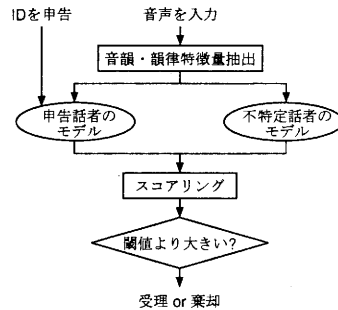 IDを申告
音声を入力
音韻・韻律特徴量抽出
申告話者の
モデル
不特定話者の
モデル
スコアリング
閾値より大きい?
受理 or 棄却